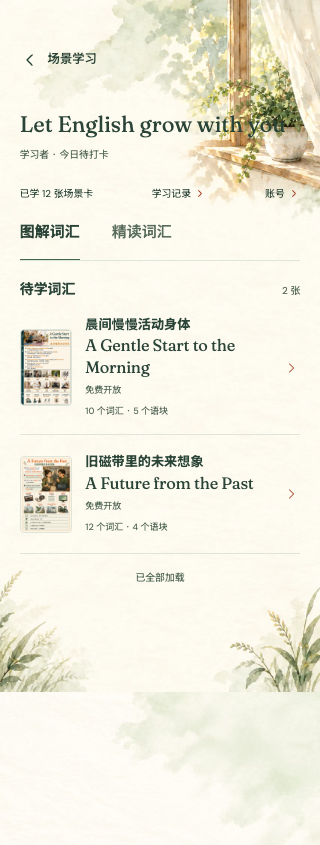 场景学习
Let English grow with you
学习者 · 今日待打卡
已学 12 张场景卡
学习记录
账号
图解词汇
精读词汇
待学词汇
2 张
晨间慢慢活动身体
A Gentle Start to the
Morning
免费开放
10 个词汇 · 5 个语块
旧磁带里的未来想象
A Future from the Past
免费开放
12 个词汇 · 4 个语块
已全部加载